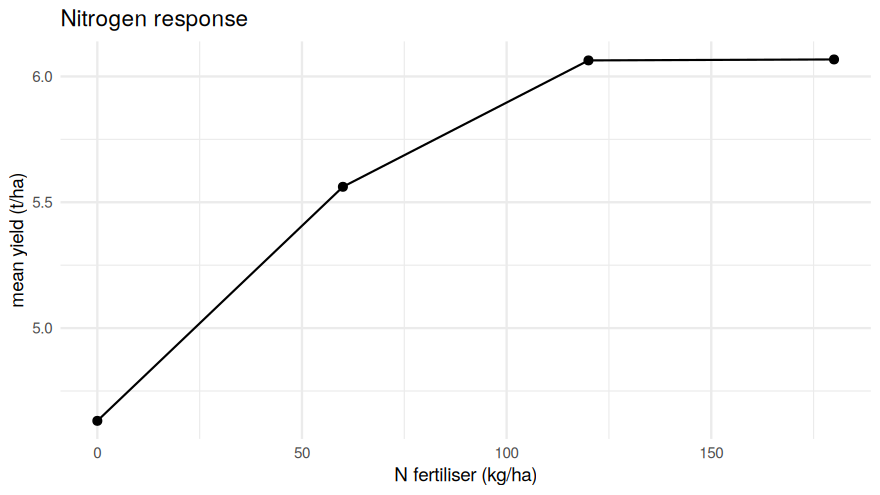 Nitrogen response
6.0
5.5
5.0
mean yield (t/ha)
0 50 100 150
N fertiliser (kg/ha)